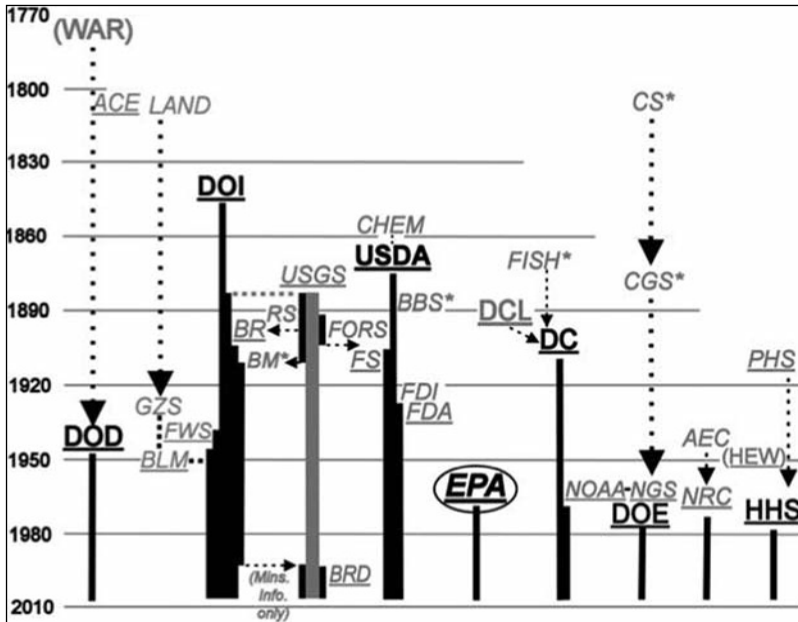 1770
(WAR)
1800
ACE LAND
CS*
1830
DOI
CHEM
1860
USDA
FISH*
USGS
CGS*
BBS*
1890
RS
DCL
BR
FORS
DC
BM*
FS
PHS
1920
FDI
GZS
FDA
DOD
FWS
AEC
1950
BLM
(HEW)
EPA
NOAA-NGS
NRC
DOE
HHS
1980
(Mins.
Info.
only)
BRD
2010